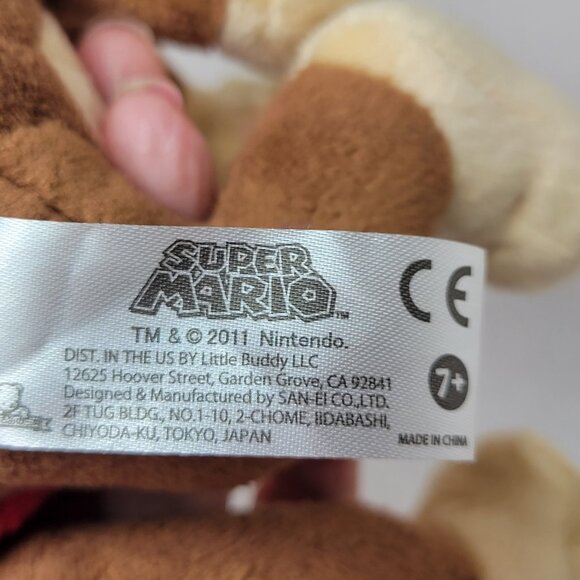 SUPER
MARIO™
TM & © 2011 Nintendo.
DIST. IN THE US BY Little Buddy LLC
12625 Hoover Street, Garden Grove, CA 92841
Designed & Manufactured by SAN-EI CO.,LTD.
2F TUG BLDG., NO.1-10, 2-CHOME, IIDABASHI,
CHIYODA-KU, TOKYO, JAPAN
CE
7+
MADE IN CHINA